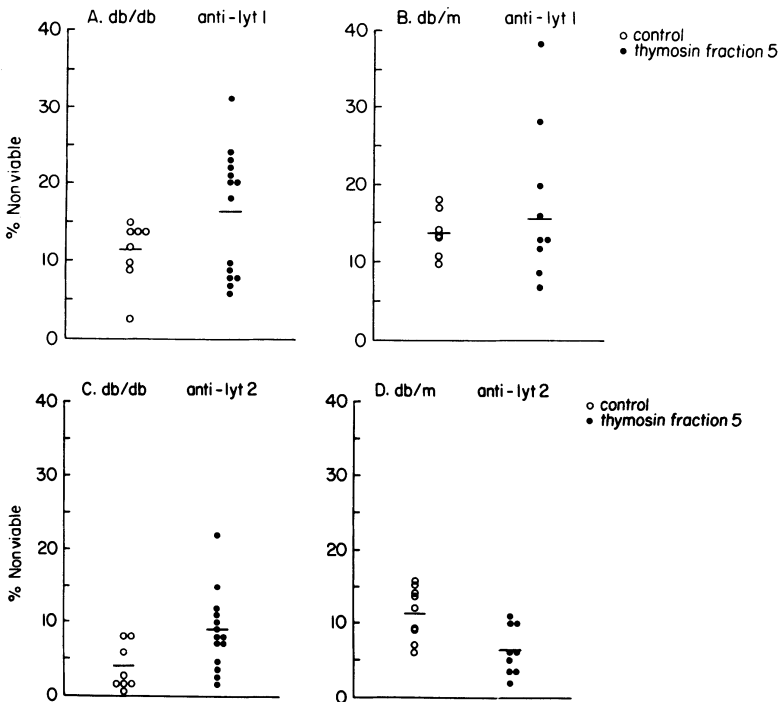 A. db/db anti-lyt 1
B. db/m anti-lyt 1
○ control
● thymosin fraction 5
% Nonviable
40
30
20
10
0
40
30
20
10
0
C. db/db anti-lyt 2
D. db/m anti-lyt 2
○ control
● thymosin fraction 5
% Nonviable
40
30
20
10
0
40
30
20
10
0